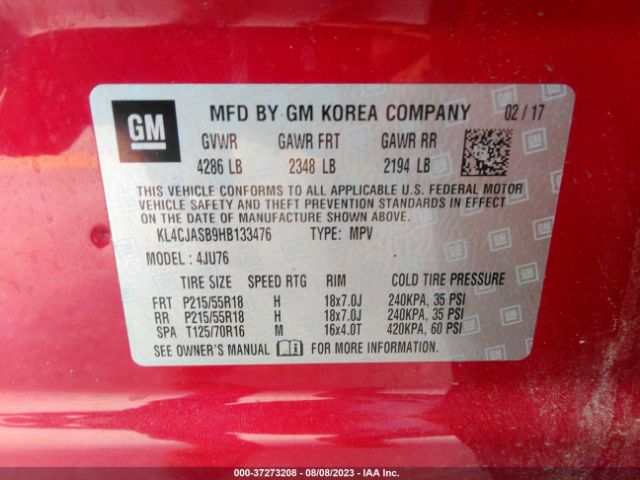 GM
MFD BY GM KOREA COMPANY 02 / 17
GVWR GAWR FRT GAWR RR
4286 LB 2348 LB 2194 LB
THIS VEHICLE CONFORMS TO ALL APPLICABLE U.S. FEDERAL MOTOR
VEHICLE SAFETY AND THEFT PREVENTION STANDARDS IN EFFECT
ON THE DATE OF MANUFACTURE SHOWN ABOVE.
KL4CJASB9HB133476 TYPE: MPV
MODEL : 4JU76
TIRE SIZE SPEED RTG RIM COLD TIRE PRESSURE
FRT P215/55R18 H 18x7.0J 240KPA, 35 PSI
RR P215/55R18 H 18x7.0J 240KPA, 35 PSI
SPA T125/70R16 M 16x4.0T 420KPA, 60 PSI
SEE OWNER'S MANUAL FOR MORE INFORMATION.
000-37273208 - 08/08/2023 - IAA Inc.